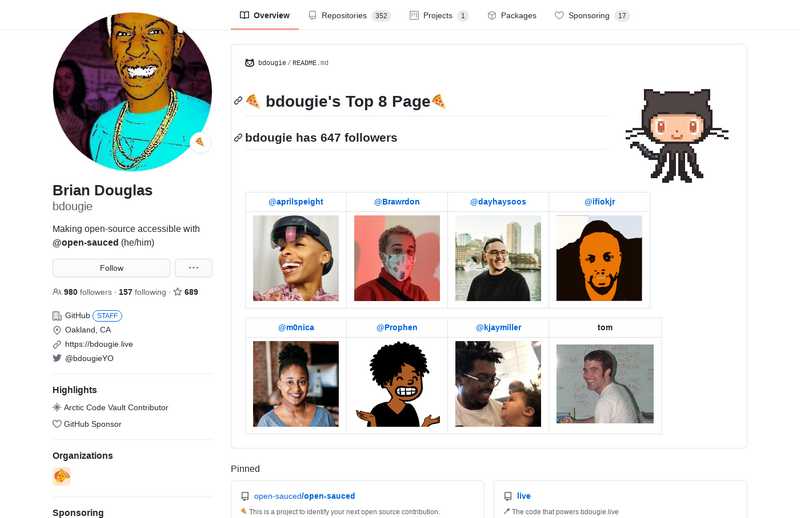 Overview
Repositories 352
Projects 1
Packages
Sponsoring 17
bdougie / README.md
🍕 bdougie's Top 8 Page🍕
bdougie has 647 followers
@aprilspeight @Brawrdon @dayhaysoos @ifiokjr
@m0nica @Prophen @kjaymiller tom
Brian Douglas
bdougie
Making open-source accessible with
@open-sauced (he/him)
Follow
...
980 followers · 157 following · 689
GitHub STAFF
Oakland, CA
https://bdougie.live
@bdougieYO
Highlights
Arctic Code Vault Contributor
GitHub Sponsor
Organizations
Sponsoring
Pinned
open-sauced/open-sauced
🍕 This is a project to identify your next open source contribution.
live
The code that powers bdougie.live